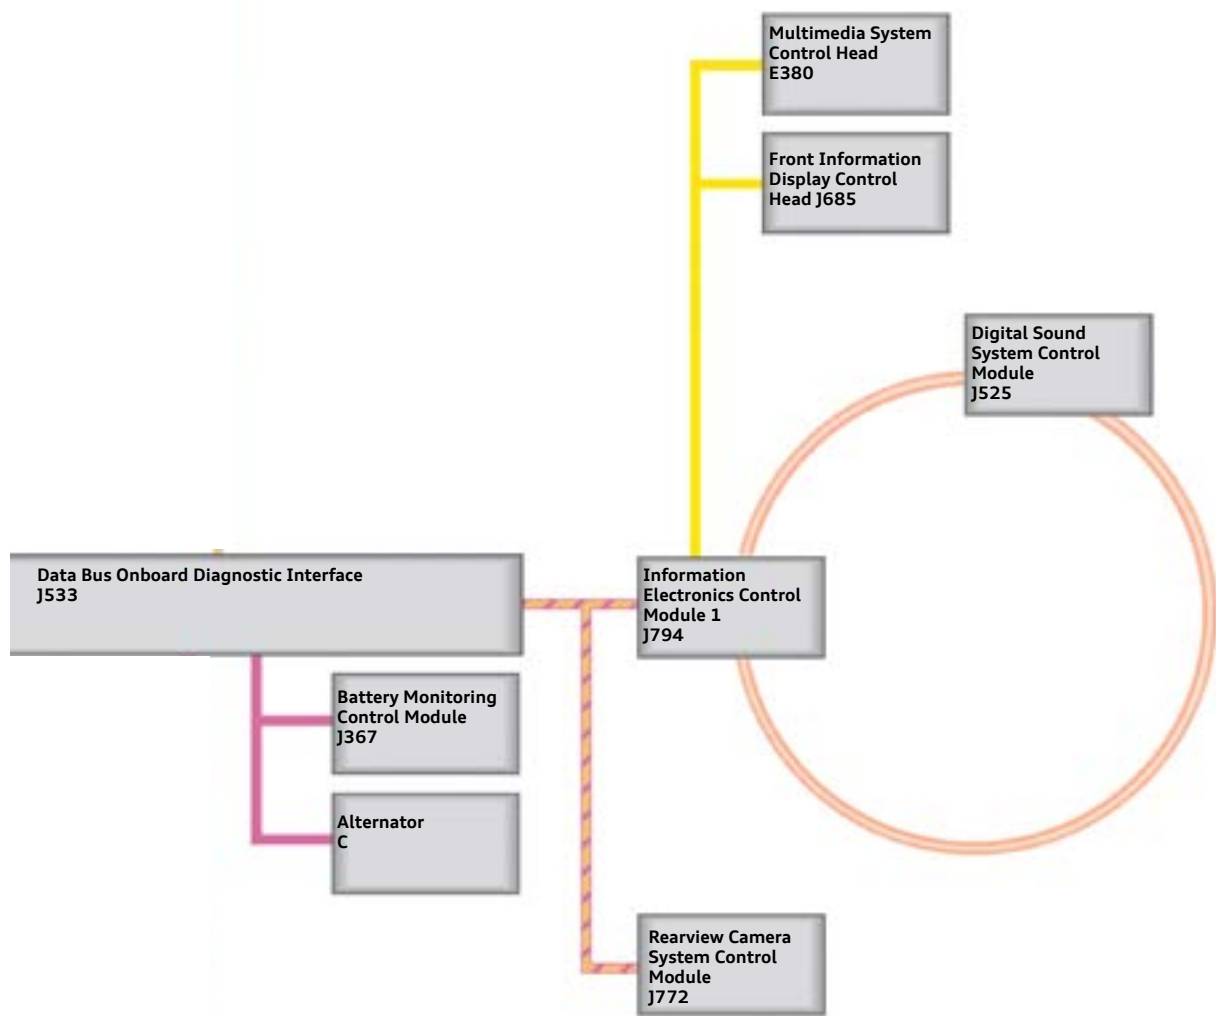 Multimedia System
Control Head
E380
Front Information
Display Control
Head J685
Digital Sound
System Control
Module
J525
Data Bus Onboard Diagnostic Interface
J533
Information
Electronics Control
Module 1
J794
Battery Monitoring
Control Module
J367
Alternator
C
Rearview Camera
System Control
Module
J772